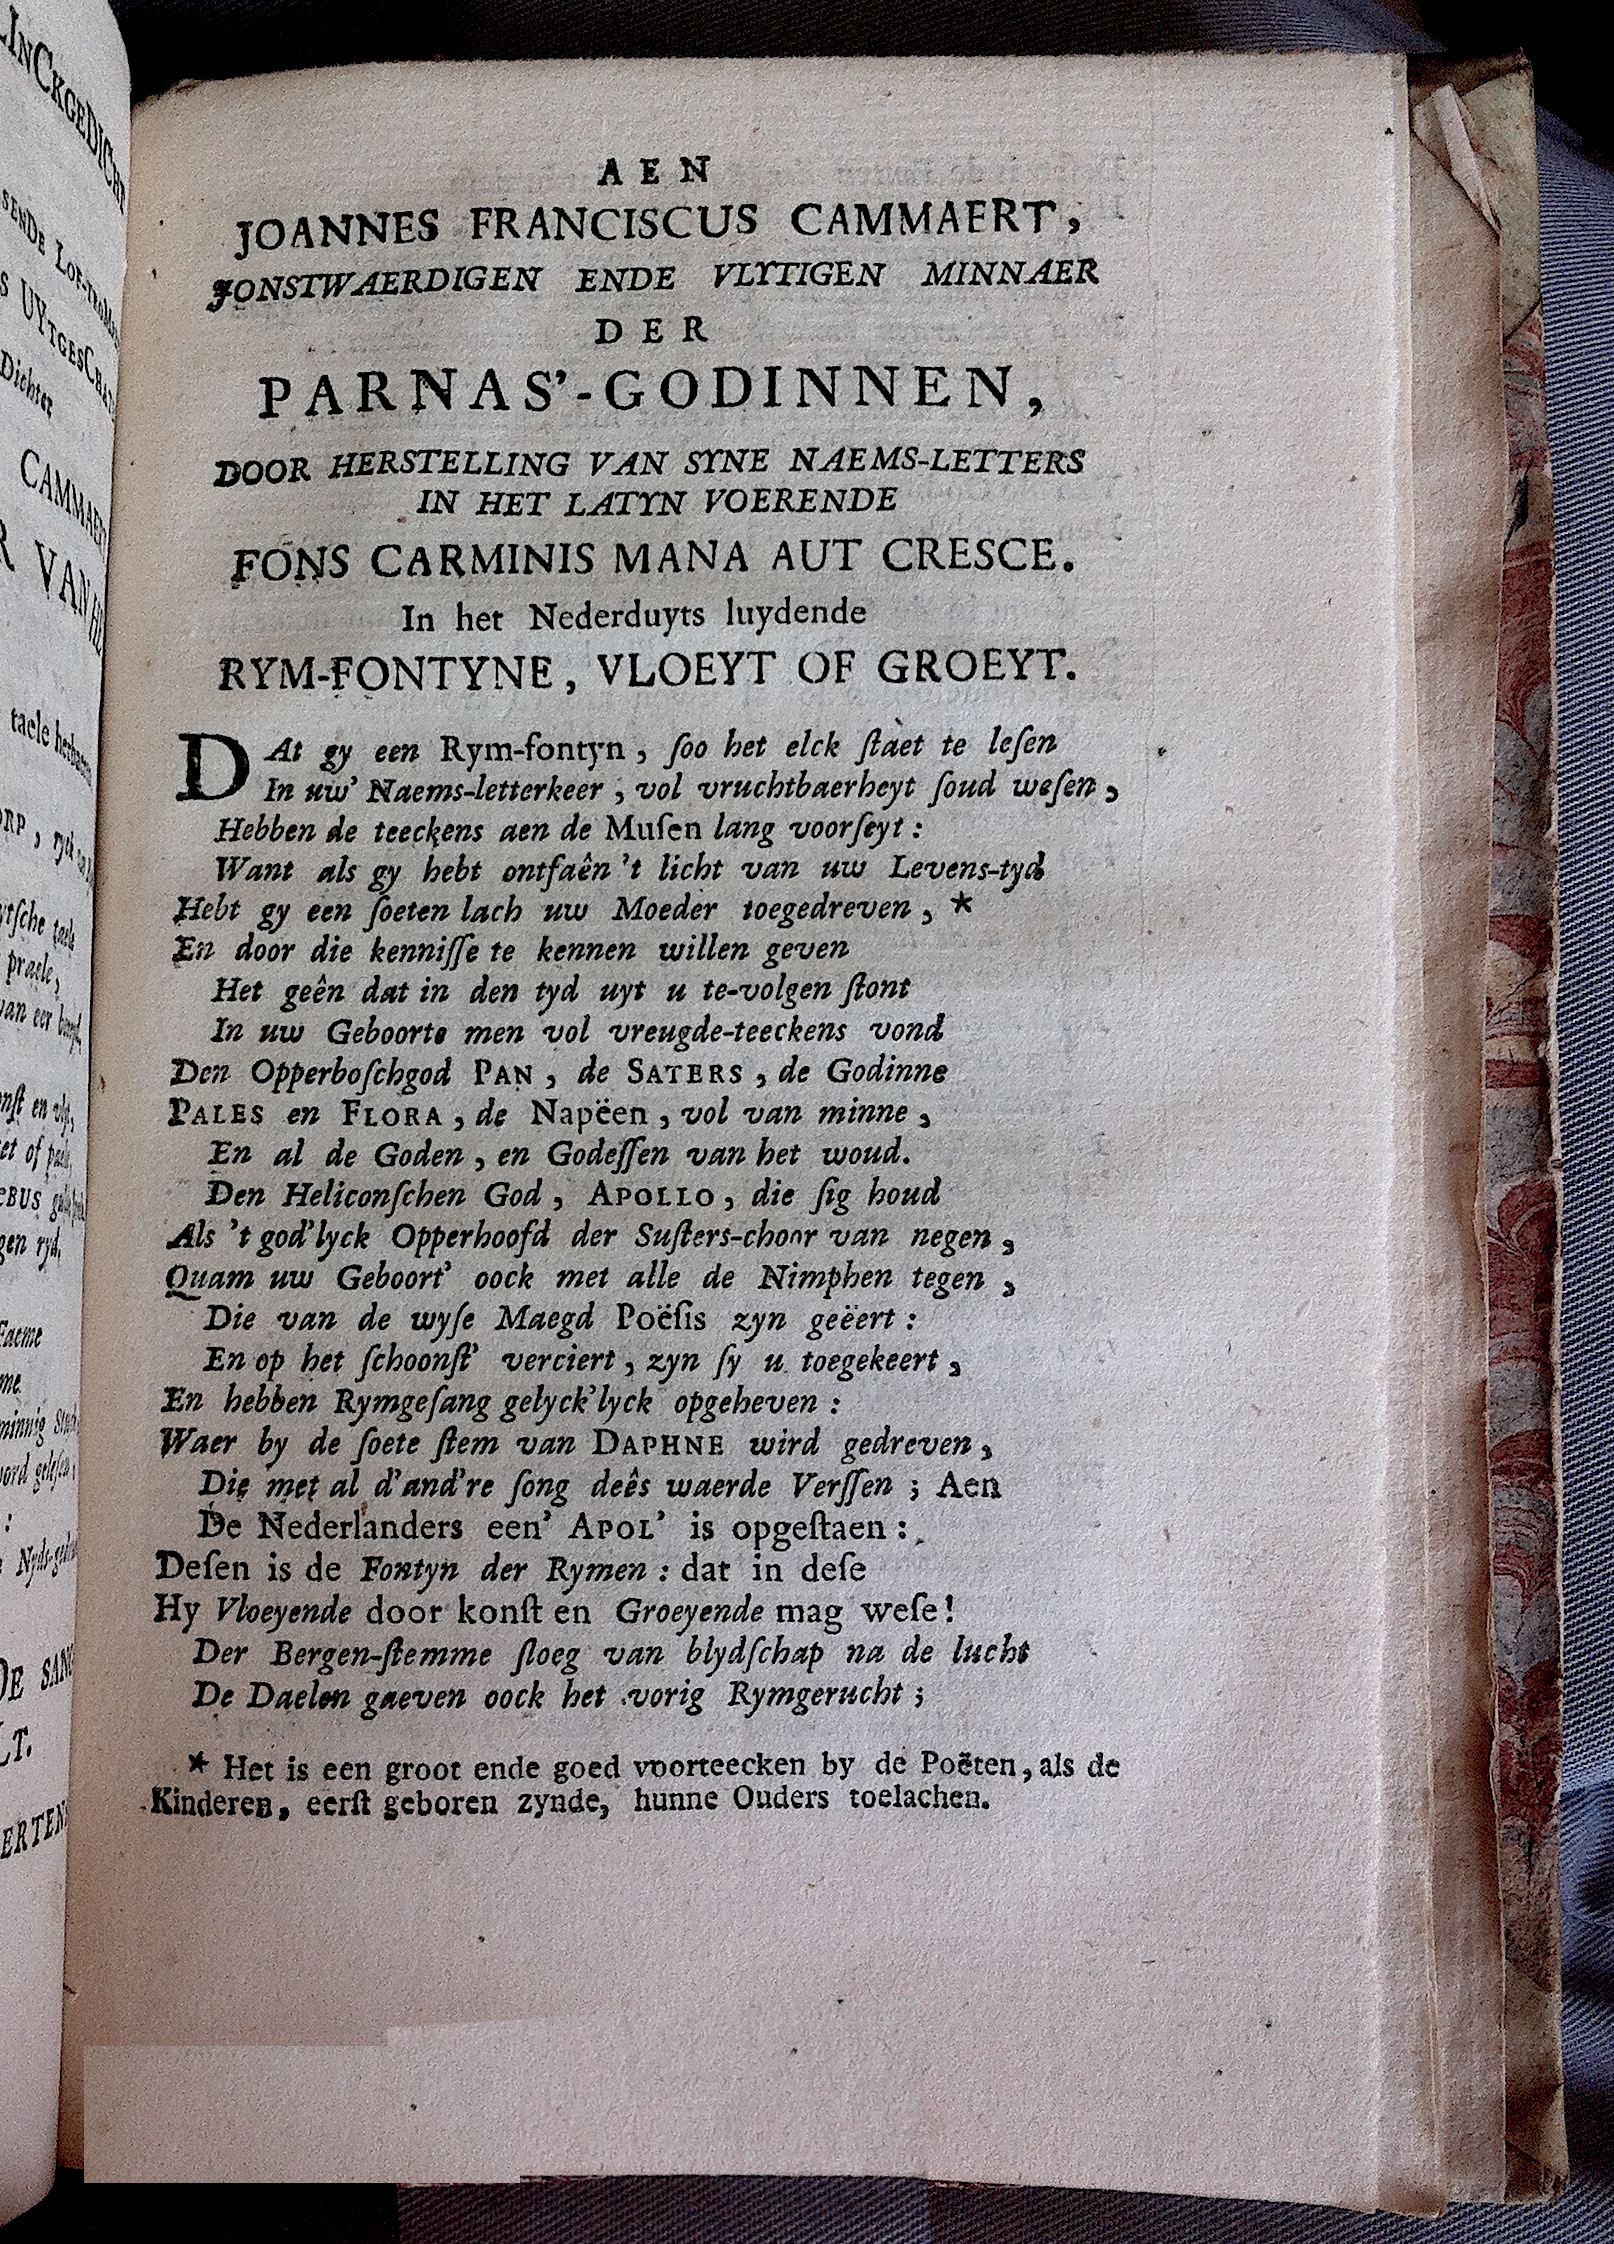 AEN
JOANNES FRANCISCUS CAMMAERT,
JONSTWAERDIGEN ENDE VLYTIGEN MINNAER
DER
PARNAS'-GODINNEN,
DOOR HERSTELLING VAN SYNE NAEMS-LETTERS
IN HET LATYN VOERENDE
FONS CARMINIS MANA AUT CRESCE.
In het Nederduyts luydende
RYM-FONTYNE, VLOEYT OF GROEYT.
DAt gy een Rym-fontyn, ſoo het elck ſtaet te leſen
In uw' Naems-letterkeer, vol vruchtbaerheyt ſoud weſen,
Hebben de teeckens aen de Muſen lang voorſeyt:
Want als gy hebt ontfaên 't licht van uw Levens-tyd
Hebt gy een ſoeten lach uw Moeder toegedreven, *
En door die kenniſſe te kennen willen geven
Het geên dat in den tyd uyt u te-volgen ſtont
In uw Geboorte men vol vreugde-teeckens vond
Den Opperboſchgod PAN, de SATERS, de Godinne
PALES en FLORA, de Napëen, vol van minne,
En al de Goden, en Godeſſen van het woud.
Den Heliconſchen God, APOLLO, die ſig houd
Als 't god'lyck Opperhoofd der Suſters-choor van negen,
Quam uw Geboort' oock met alle de Nimphen tegen,
Die van de wyſe Maegd Poëſis zyn geëert:
En op het ſchoonſt' verciert, zyn ſy u toegekeert,
En hebben Rymgeſang gelyck'lyck opgeheven:
Waer by de ſoete ſtem van DAPHNE wird gedreven,
Die met al d'and're ſong deês waerde Verſſen; Aen
De Nederlanders een' APOL' is opgeſtaen:
Deſen is de Fontyn der Rymen: dat in deſe
Hy Vloeyende door konſt en Groeyende mag weſe!
Der Bergen-ſtemme ſloeg van blydſchap na de lucht
De Daelen gaeven oock het vorig Rymgerucht;
* Het is een groot ende goed voorteecken by de Poëten, als de
Kinderen, eerſt geboren zynde, hunne Ouders toelachen.